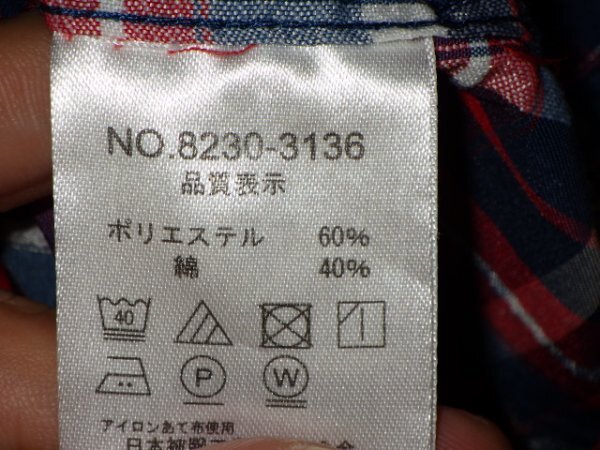 NO.8230-3136
品質表示
ポリエステル 60%
綿 40%
40
P W
アイロンあて布使用